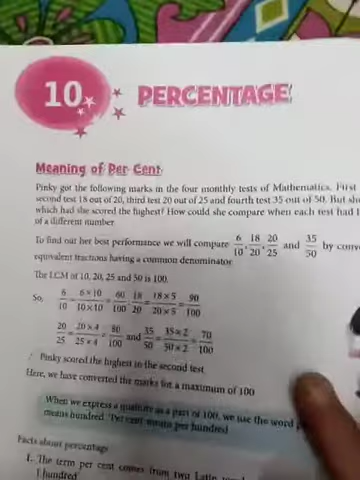 10
PERCENTAGE
Meaning of Per Cent
Pinky got the following marks in the four monthly tests of Mathematics. First
second test 18 out of 20, third test 20 out of 25 and fourth test 35 out of 50. But she
which had she scored the highest? How could she compare when each test had
of a different number
To find out her best performance we will compare 6/10, 18/20, 20/25 and 35/50 by
equivalent fractions having a common denominator
The LCM of 10, 20, 25 and 50 is 100.
So, 6/10 = 6×10/10×10 = 60/100, 18/20 = 18×5/20×5 = 90/100
20/25 = 20×4/25×4 = 80/100 and 35/50 = 35×2/50×2 = 70/100
∴ Pinky scored the highest in the second test
Here, we have converted the marks for a maximum of 100
When we express a quantity as a part of 100, we use the word
means hundred. 'Per cent' means per hundred
Facts about percentage
1. The term per cent comes from two Latin
hundred'